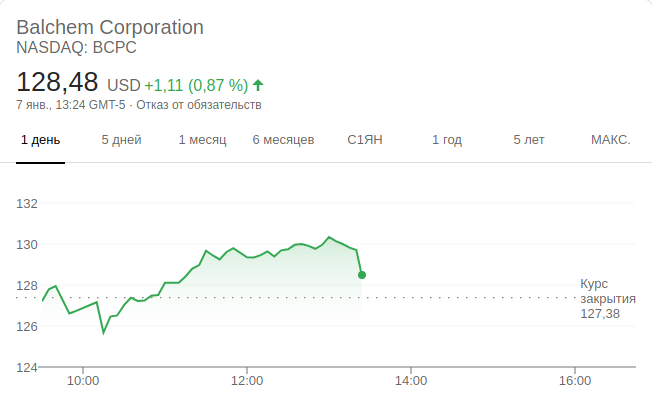 Balchem Corporation
NASDAQ: BCPC
128,48 USD +1,11 (0,87 %)
7 янв., 13:24 GMT-5 · Отказ от обязательств
1 день 5 дней 1 месяц 6 месяцев С1ЯН 1 год 5 лет МАКС.
132
130
128
126
124
Курс
закрытия
127,38
10:00 12:00 14:00 16:00